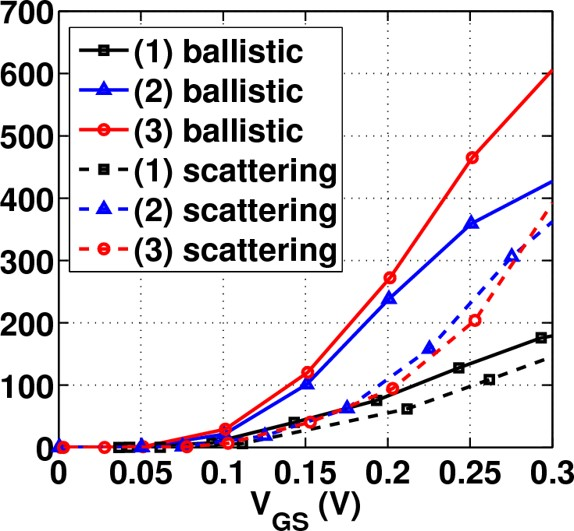 700
600
500
400
300
200
100
0
(1) ballistic
(2) ballistic
(3) ballistic
(1) scattering
(2) scattering
(3) scattering
0 0.05 0.1 0.15 0.2 0.25 0.3
V_GS (V)